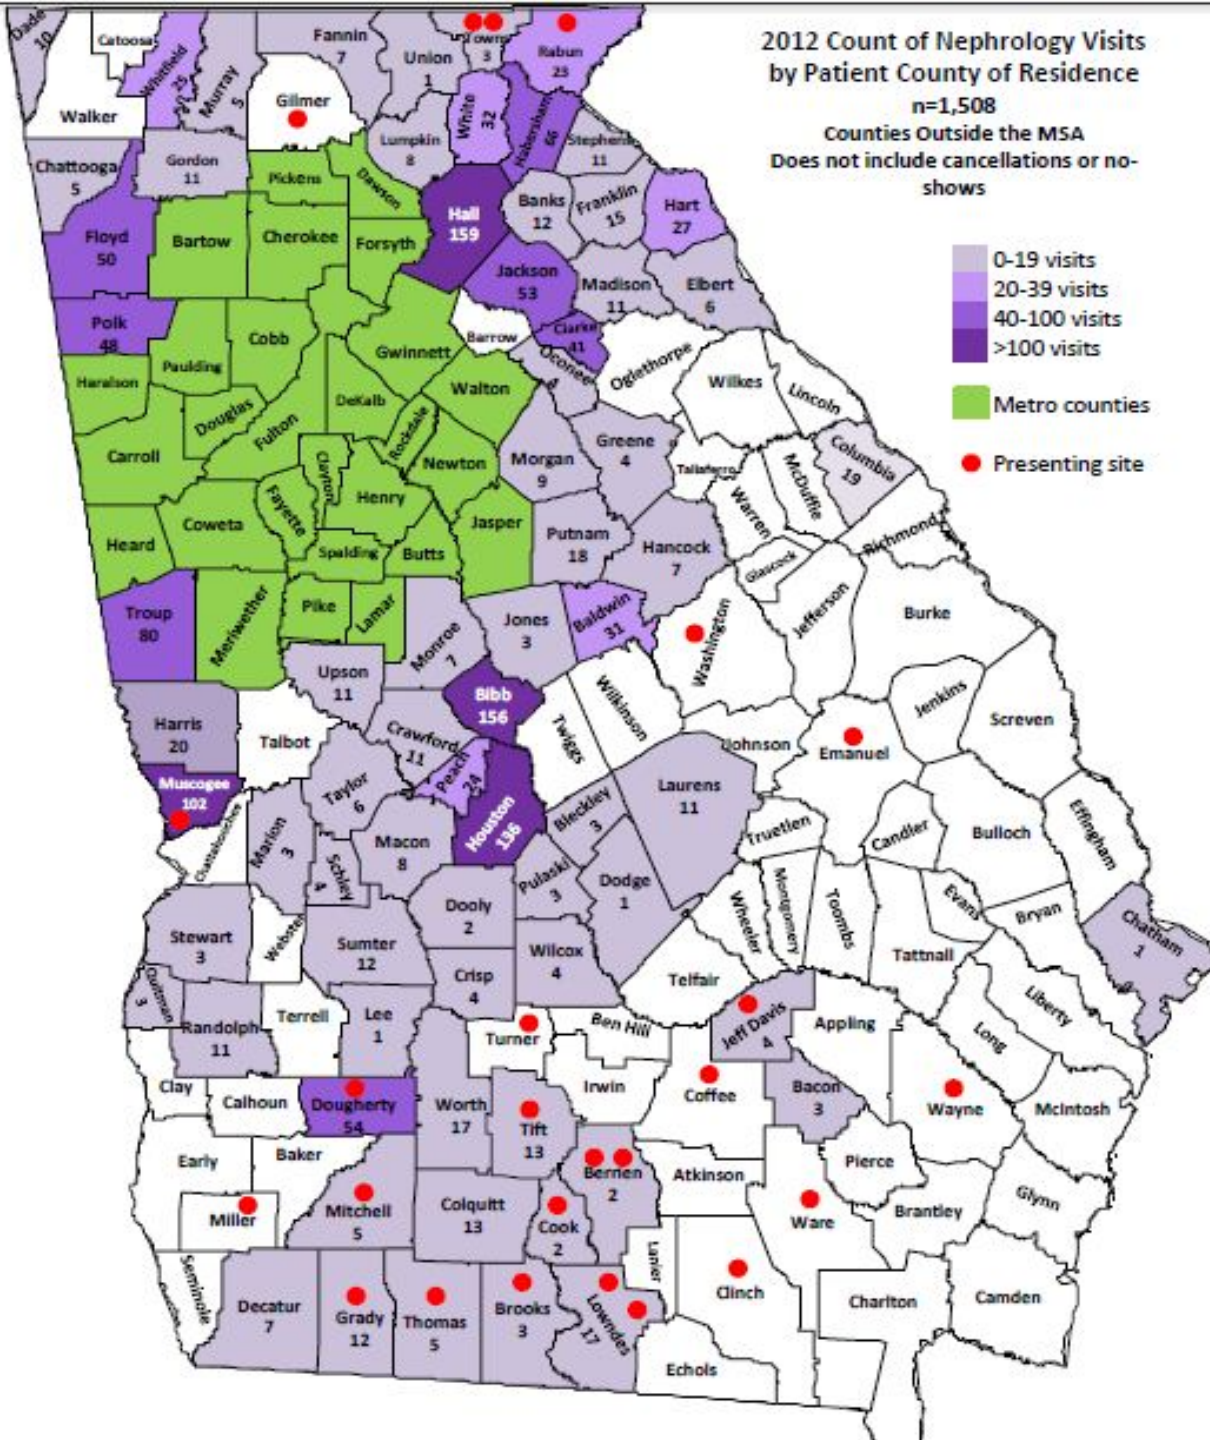 2012 Count of Nephrology Visits
by Patient County of Residence
n=1,508
Counties Outside the MSA
Does not include cancellations or no-
shows
0-19 visits
20-39 visits
40-100 visits
>100 visits
Metro counties
Presenting site
Dade
10
Catoosa
Walker
Whitfield
25
Murray
5
Fannin
7
Gilmer
Union
1
Towns
3
Rabun
23
White
32
Habersham
66
Lumpkin
8
Stephens
11
Chattooga
5
Gordon
11
Pickens
Dawson
Hall
159
Banks
12
Franklin
15
Hart
27
Floyd
50
Bartow
Cherokee
Forsyth
Jackson
53
Madison
11
Elbert
6
Polk
48
Paulding
Cobb
Gwinnett
Barrow
Clarke
41
Oconee
Oglethorpe
Wilkes
Lincoln
Haralson
Douglas
Fulton
DeKalb
Rockdale
Walton
Carroll
Clayton
Fayette
Henry
Newton
Morgan
9
Greene
4
Taliaferro
Warren
McDuffie
Columbia
19
Richmond
Heard
Coweta
Spalding
Butts
Jasper
Putnam
18
Hancock
7
Glascock
Jefferson
Burke
Troup
80
Meriwether
Pike
Lamar
Monroe
7
Jones
3
Baldwin
31
Washington
Upson
11
Bibb
156
Twiggs
Wilkinson
Johnson
Emanuel
Jenkins
Screven
Harris
20
Talbot
Crawford
11
Peach
24
Houston
136
Muscogee
102
Chattahoochee
Marion
3
Taylor
6
Macon
8
Schley
4
Bleckley
3
Laurens
11
Truetlen
Candler
Bulloch
Effingham
Pulaski
3
Dodge
1
Dooly
2
Wheeler
Montgomery
Toombs
Evans
Bryan
Chatham
1
Stewart
3
Webster
Sumter
12
Crisp
4
Wilcox
4
Telfair
Tattnall
Quitman
3
Randolph
11
Terrell
Lee
1
Turner
Ben Hill
Jeff Davis
4
Appling
Long
Liberty
Clay
Calhoun
Dougherty
54
Worth
17
Tift
13
Irwin
Coffee
Bacon
3
Wayne
McIntosh
Early
Baker
Berrien
2
Atkinson
Pierce
Miller
Mitchell
5
Colquitt
13
Cook
2
Lanier
Ware
Brantley
Glynn
Seminole
Decatur
7
Grady
12
Thomas
5
Brooks
3
Lowndes
17
Clinch
Charlton
Camden
Echols